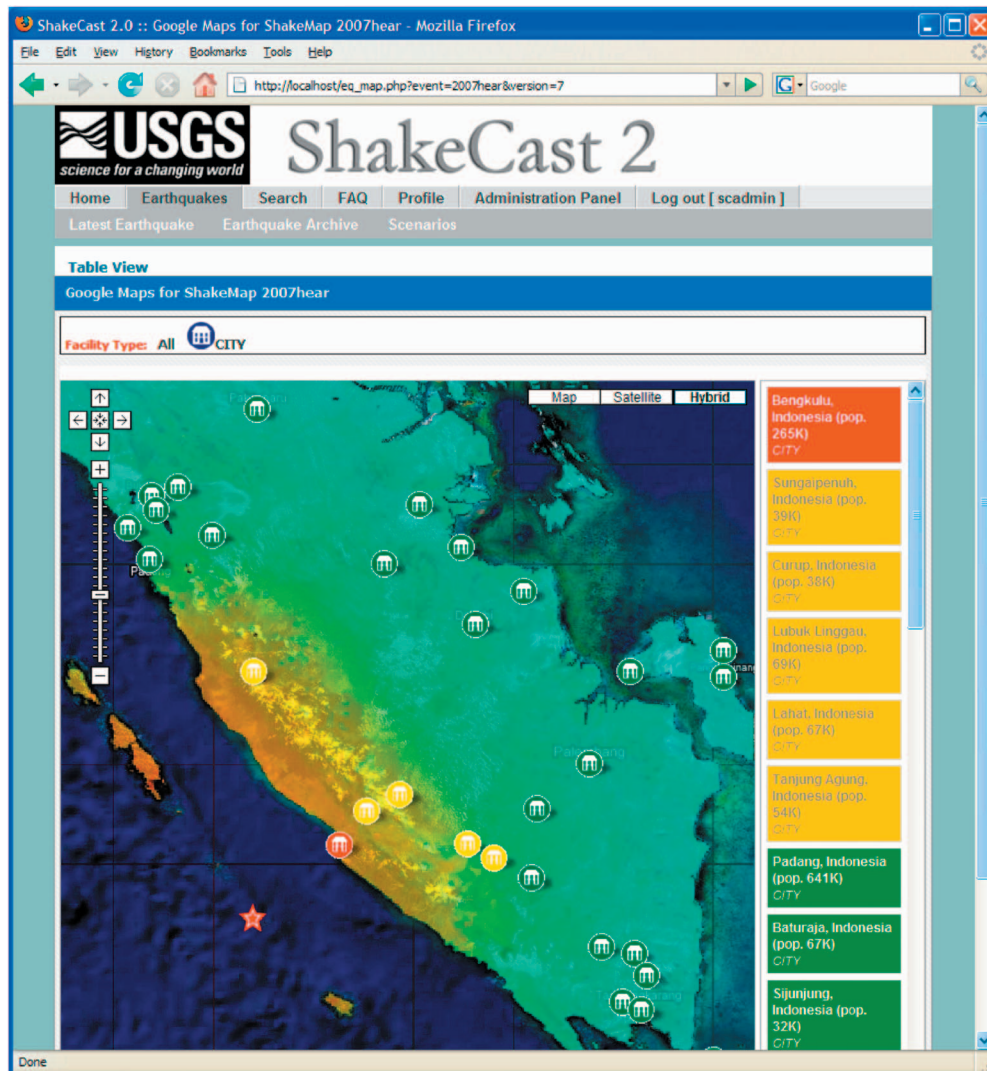 ShakeCast 2.0 :: Google Maps for ShakeMap 2007hear - Mozilla Firefox
File Edit View History Bookmarks Tools Help
http://localhost/eq_map.php?event=2007hear&version=7
G Google
USGS
science for a changing world
ShakeCast 2
Home Earthquakes Search FAQ Profile Administration Panel Log out [ scadmin ]
Latest Earthquake Earthquake Archive Scenarios
Table View
Google Maps for ShakeMap 2007hear
Facility Type: All CITY
Map Satellite Hybrid
Bengkulu,
Indonesia (pop.
265K)
CITY
Sungaipenuh,
Indonesia (pop.
39K)
CITY
Curup, Indonesia
(pop. 38K)
CITY
Lubuk Linggau,
Indonesia (pop.
69K)
CITY
Lahat, Indonesia
(pop. 67K)
CITY
Tanjung Agung,
Indonesia (pop.
54K)
CITY
Padang, Indonesia
(pop. 641K)
CITY
Baturaja, Indonesia
(pop. 67K)
CITY
Sijunjung,
Indonesia (pop.
32K)
CITY
Done